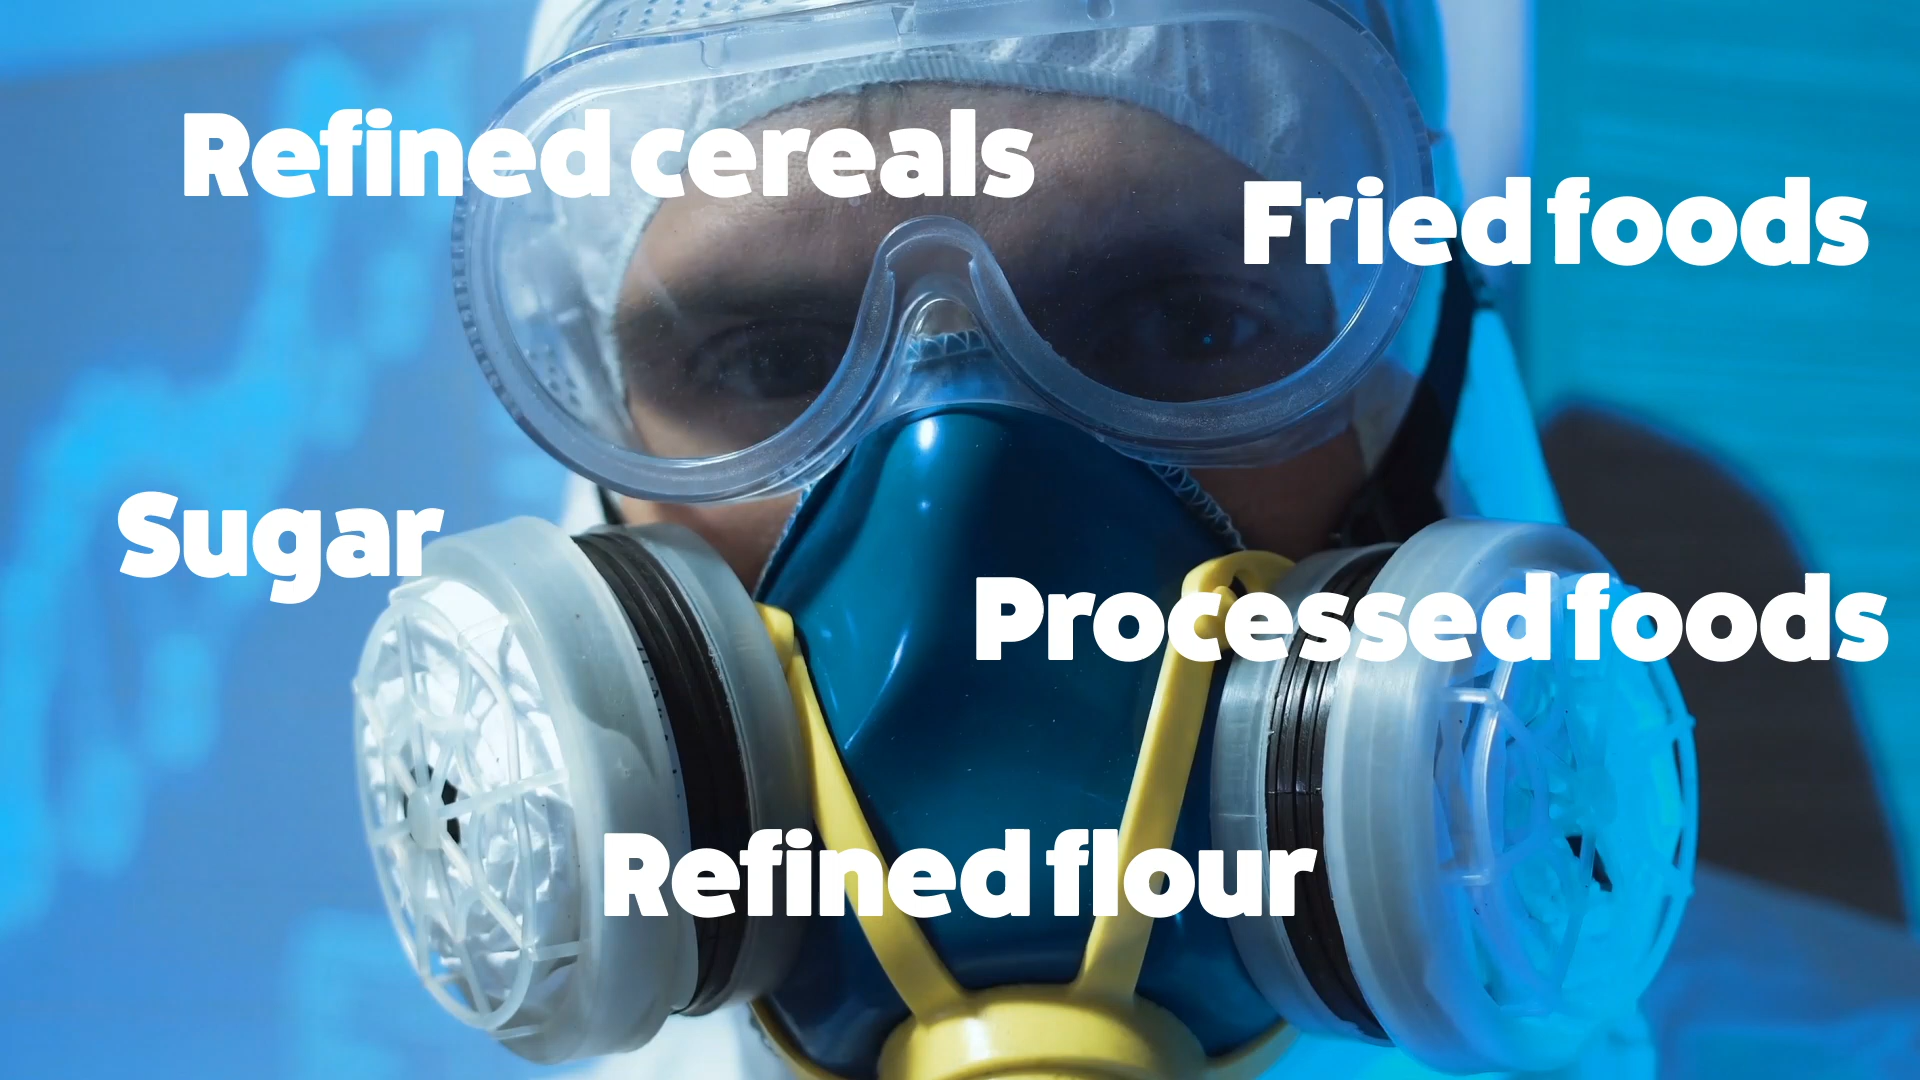 Refined cereals
Fried foods
Sugar
Processed foods
Refined flour